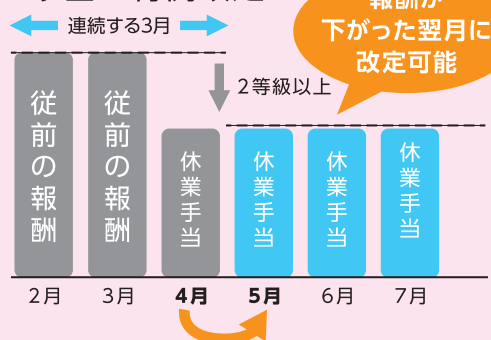 連続する3月
報酬が
下がった翌月に
改定可能
2等級以上
従前の報酬
従前の報酬
休業手当
休業手当
休業手当
休業手当
2月
3月
4月
5月
6月
7月